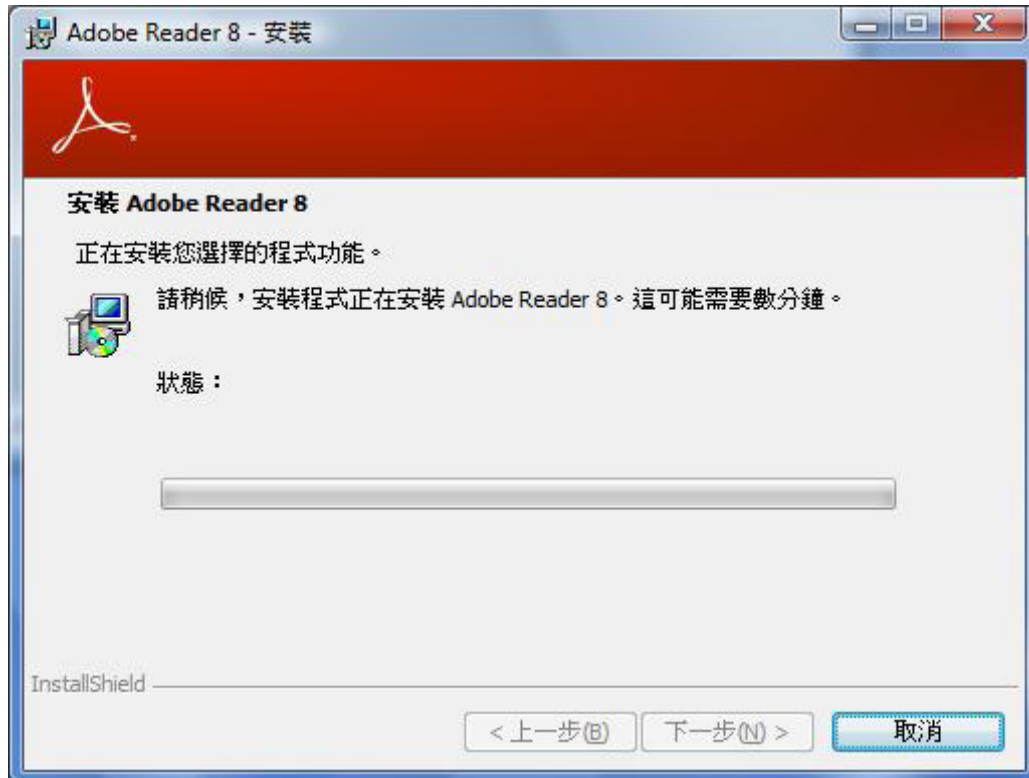 Adobe Reader 8 - 安裝
安裝 Adobe Reader 8
正在安裝您選擇的程式功能。
請稍候，安裝程式正在安裝 Adobe Reader 8。這可能需要數分鐘。
狀態：
InstallShield
< 上一步(B) 下一步(N) > 取消